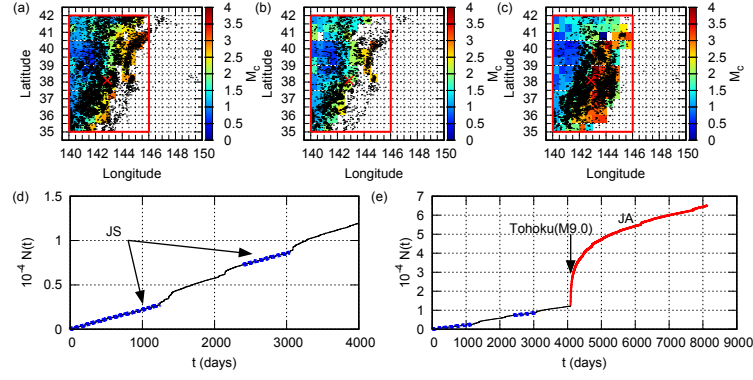 (a)
42
41
40
39
38
37
36
35
Latitude
140 142 144 146 148 150
Longitude
4
3.5
3
2.5
2
1.5
1
0.5
0
M_c
(b)
42
41
40
39
38
37
36
35
Latitude
140 142 144 146 148 150
Longitude
4
3.5
3
2.5
2
1.5
1
0.5
0
M_c
(c)
42
41
40
39
38
37
36
35
Latitude
140 142 144 146 148 150
Longitude
4
3.5
3
2.5
2
1.5
1
0.5
0
M_c
(d)
1.5
1
0.5
0
10^-4 N(t)
JS
0 1000 2000 3000 4000
t (days)
(e)
7
6
5
4
3
2
1
0
10^-4 N(t)
JA
Tohoku(M9.0)
0 1000 2000 3000 4000 5000 6000 7000 8000 9000
t (days)